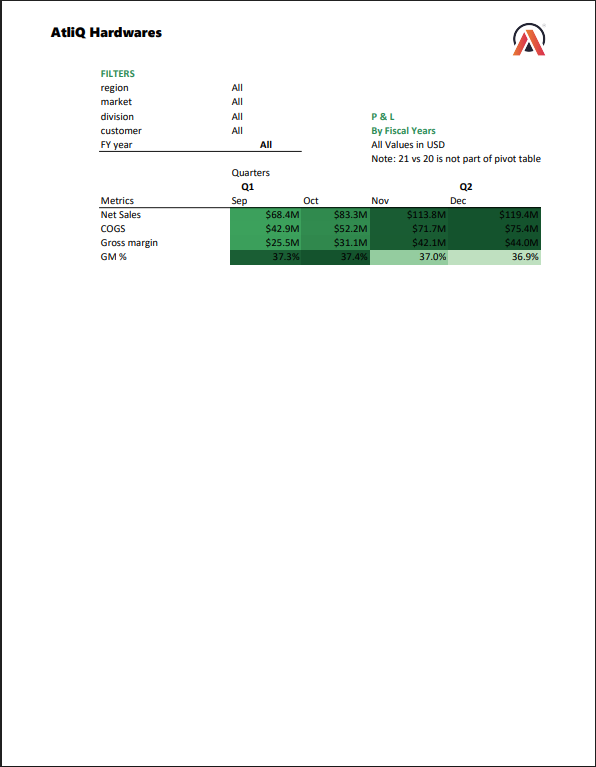 AtliQ Hardwares
FILTERS
region All
market All
division All P & L
customer All By Fiscal Years
FY year All All Values in USD
Note: 21 vs 20 is not part of pivot table
Quarters
Q1 Q2
Metrics Sep Oct Nov Dec
Net Sales $68.4M $83.3M $113.8M $119.4M
COGS $42.9M $52.2M $71.7M $75.4M
Gross margin $25.5M $31.1M $42.1M $44.0M
GM % 37.3% 37.4% 37.0% 36.9%